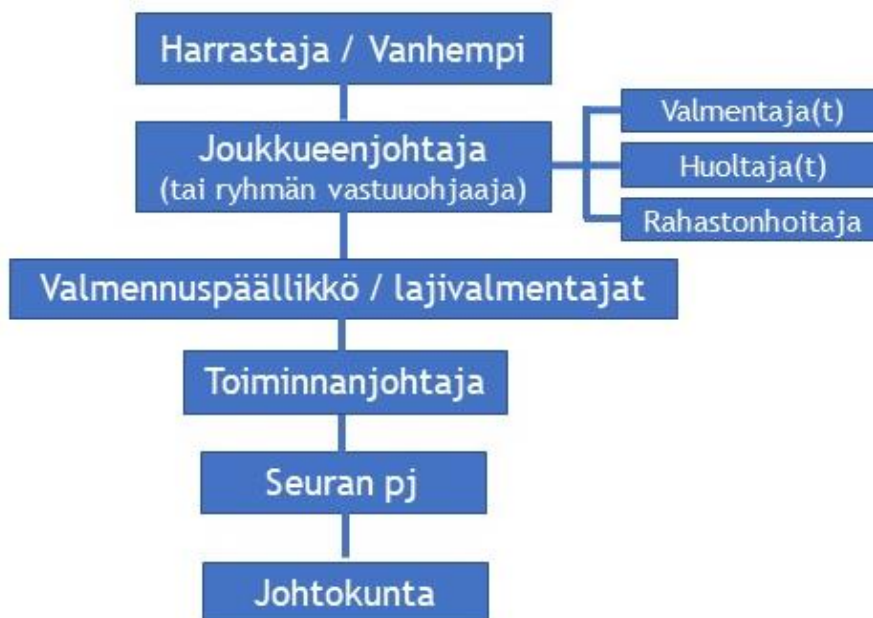 Harrastaja / Vanhempi
Joukkueenjohtaja
(tai ryhmän vastuuohjaaja)
Valmentaja(t)
Huoltaja(t)
Rahastonhoitaja
Valmennuspäällikkö / lajivalmentajat
Toiminnanjohtaja
Seuran pj
Johtokunta